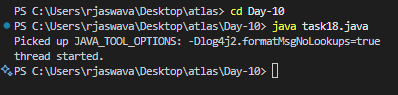 PS C:\Users\rjaswava\Desktop\atlas> cd Day-10
PS C:\Users\rjaswava\Desktop\atlas\Day-10> java task18.java
Picked up JAVA_TOOL_OPTIONS: -Dlog4j2.formatMsgNoLookups=true
thread started.
PS C:\Users\rjaswava\Desktop\atlas\Day-10>